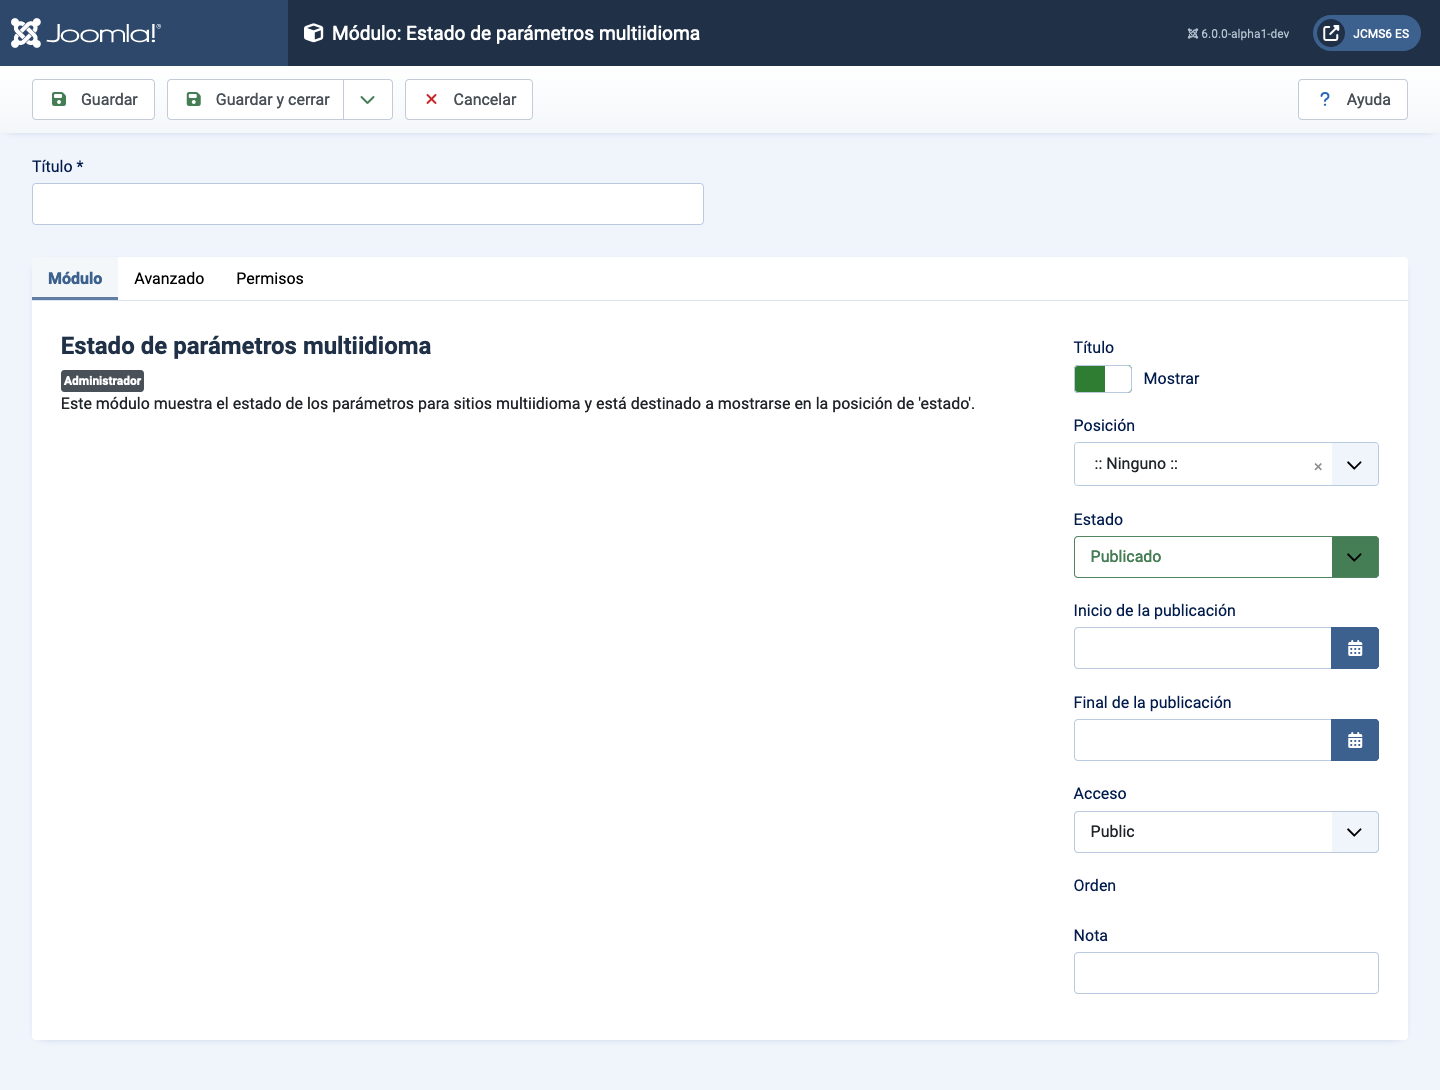 Joomla!®
Módulo: Estado de parámetros multiidioma
6.0.0-alpha1-dev
JCMS6 ES
Guardar
Guardar y cerrar
Cancelar
? Ayuda
Título *
Módulo
Avanzado
Permisos
Estado de parámetros multiidioma
Administrador
Este módulo muestra el estado de los parámetros para sitios multiidioma y está destinado a mostrarse en la posición de 'estado'.
Título
Mostrar
Posición
:: Ninguno ::
×
Estado
Publicado
Inicio de la publicación
Final de la publicación
Acceso
Public
Orden
Nota